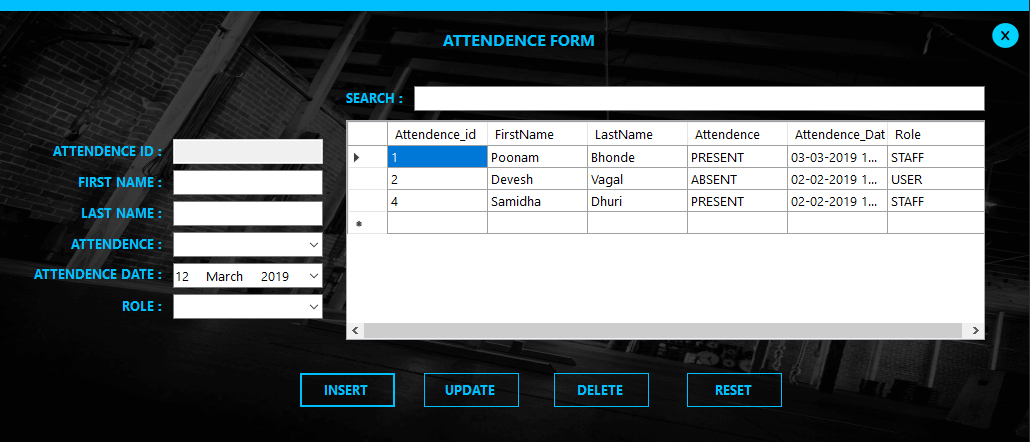 ATTENDENCE FORM
X
SEARCH :
Attendence_id FirstName LastName Attendence Attendence_Dat Role
1 Poonam Bhonde PRESENT 03-03-2019 1... STAFF
2 Devesh Vagal ABSENT 02-02-2019 1... USER
4 Samidha Dhuri PRESENT 02-02-2019 1... STAFF
ATTENDENCE ID :
FIRST NAME :
LAST NAME :
ATTENDENCE :
ATTENDENCE DATE : 12 March 2019
ROLE :
INSERT UPDATE DELETE RESET